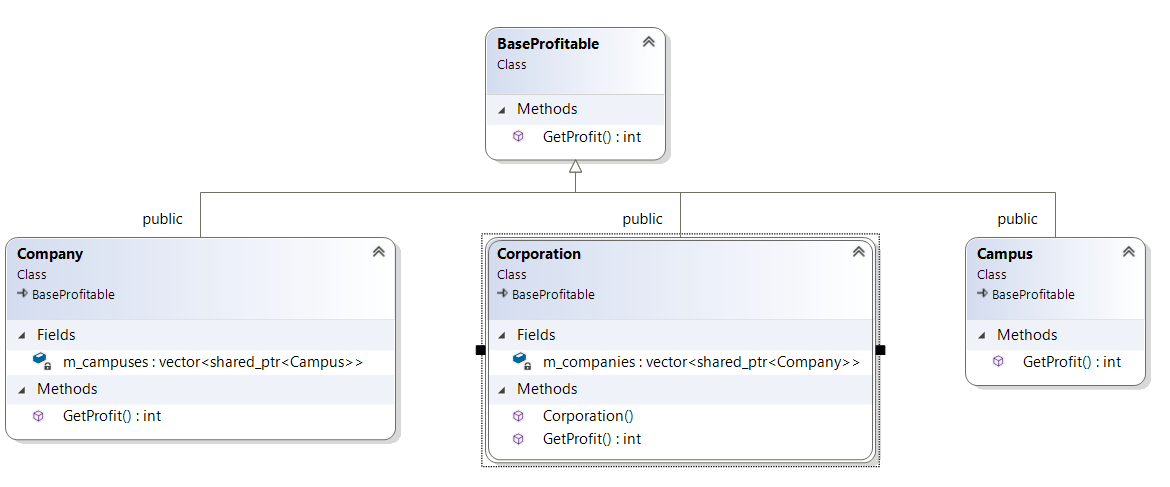 BaseProfitable
Class
Methods
GetProfit() : int
public
public
public
Company
Class
BaseProfitable
Fields
m_campuses : vector<shared_ptr<Campus>>
Methods
GetProfit() : int
Corporation
Class
BaseProfitable
Fields
m_companies : vector<shared_ptr<Company>>
Methods
Corporation()
GetProfit() : int
Campus
Class
BaseProfitable
Methods
GetProfit() : int